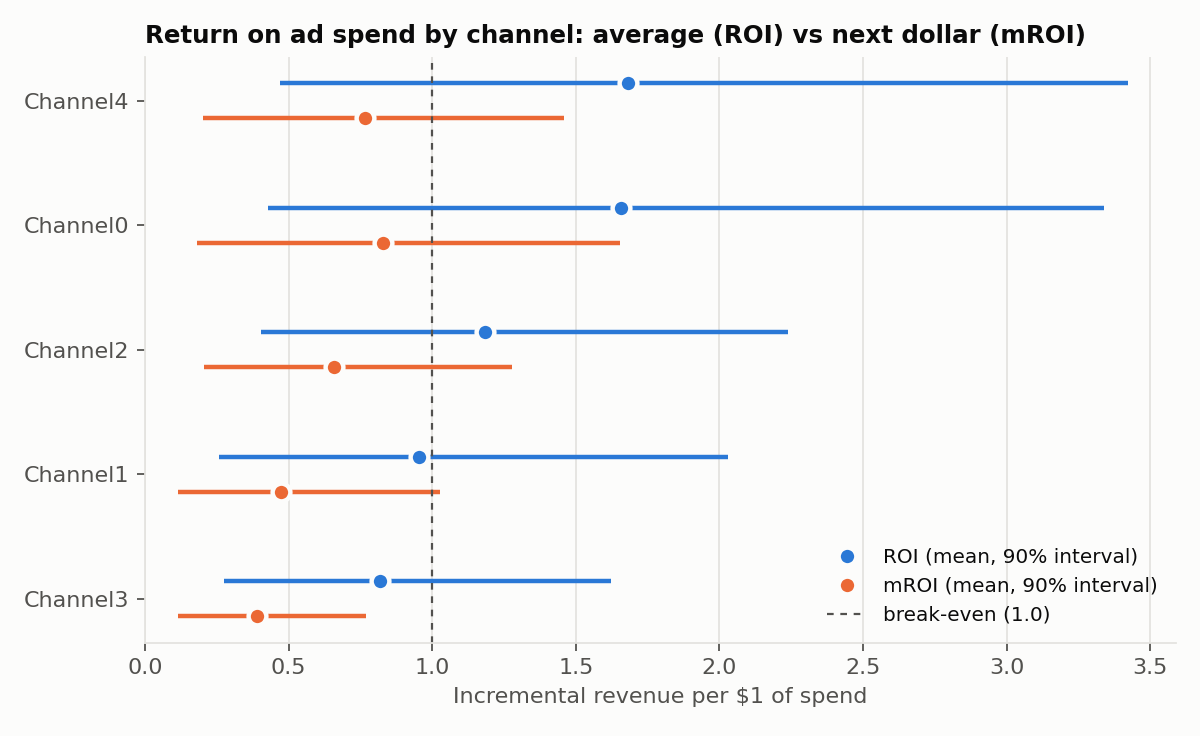 Return on ad spend by channel: average (ROI) vs next dollar (mROI)
Channel4
Channel0
Channel2
Channel1
Channel3
ROI (mean, 90% interval)
mROI (mean, 90% interval)
break-even (1.0)
0.0 0.5 1.0 1.5 2.0 2.5 3.0 3.5
Incremental revenue per $1 of spend